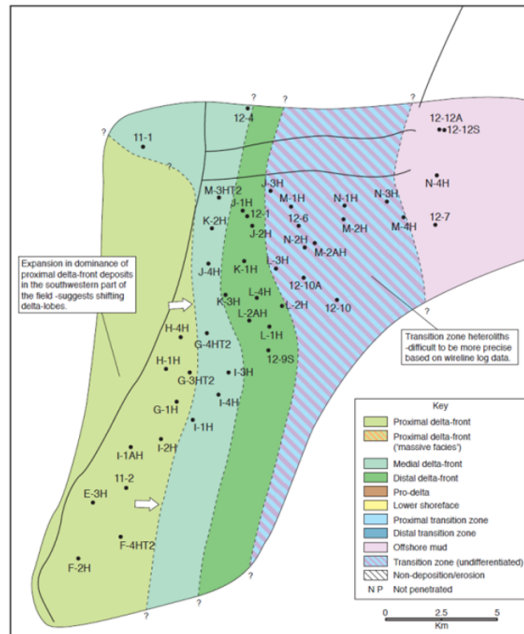 ?
?
12-4
?
12-12A
12-12S
11-1
?
?
N-4H
J-3H
M-3HT2
M-1H
N-1H
N-3H
J-1H
12-1
K-2H
12-6
M-2H
M-4H
12-7
J-2H
N-2H
M-2AH
Expansion in dominance of
proximal delta-front deposits
in the southwestern part of
the field -suggests shifting
delta-lobes.
J-4H
K-1H
L-3H
12-10A
K-3H
L-4H
L-2H
12-10
L-2AH
H-4H
G-4HT2
L-1H
12-9S
Transition zone heteroliths
-difficult to be more precise
based on wireline log data.
H-1H
G-3HT2
I-3H
G-1H
I-4H
I-1H
I-2H
I-1AH
11-2
E-3H
F-4HT2
F-2H
?
?
?
?
Key
Proximal delta-front
Proximal delta-front
('massive facies')
Medial delta-front
Distal delta-front
Pro-delta
Lower shoreface
Proximal transition zone
Distal transition zone
Offshore mud
Transition zone (undifferentiated)
Non-deposition/erosion
N P Not penetrated
0 2.5 5
Km